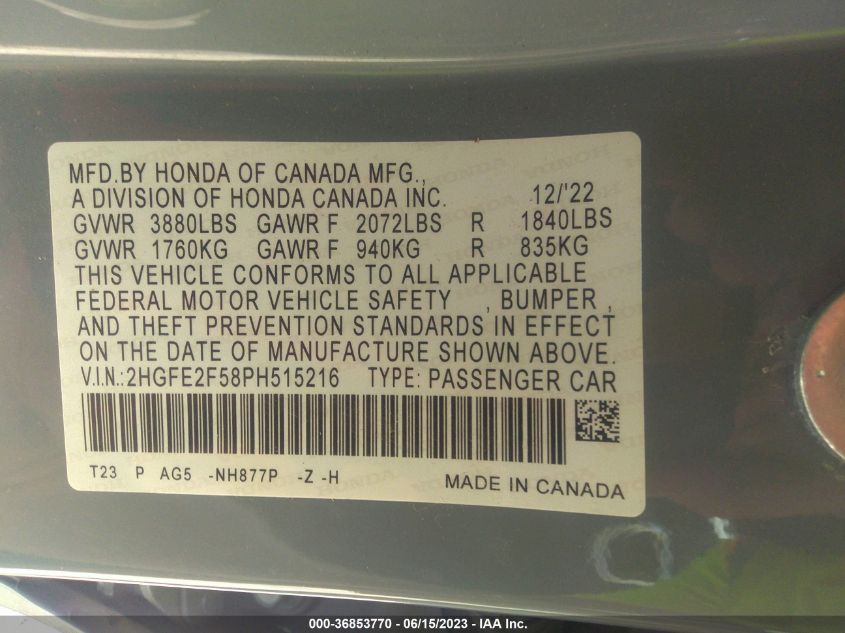 MFD.BY HONDA OF CANADA MFG.,
A DIVISION OF HONDA CANADA INC. 12/'22
GVWR 3880LBS GAWR F 2072LBS R 1840LBS
GVWR 1760KG GAWR F 940KG R 835KG
THIS VEHICLE CONFORMS TO ALL APPLICABLE
FEDERAL MOTOR VEHICLE SAFETY , BUMPER ,
AND THEFT PREVENTION STANDARDS IN EFFECT
ON THE DATE OF MANUFACTURE SHOWN ABOVE.
V.I.N.:2HGFE2F58PH515216 TYPE: PASSENGER CAR
T23 P AG5 -NH877P -Z -H
MADE IN CANADA
000-36853770 - 06/15/2023 - IAA Inc.